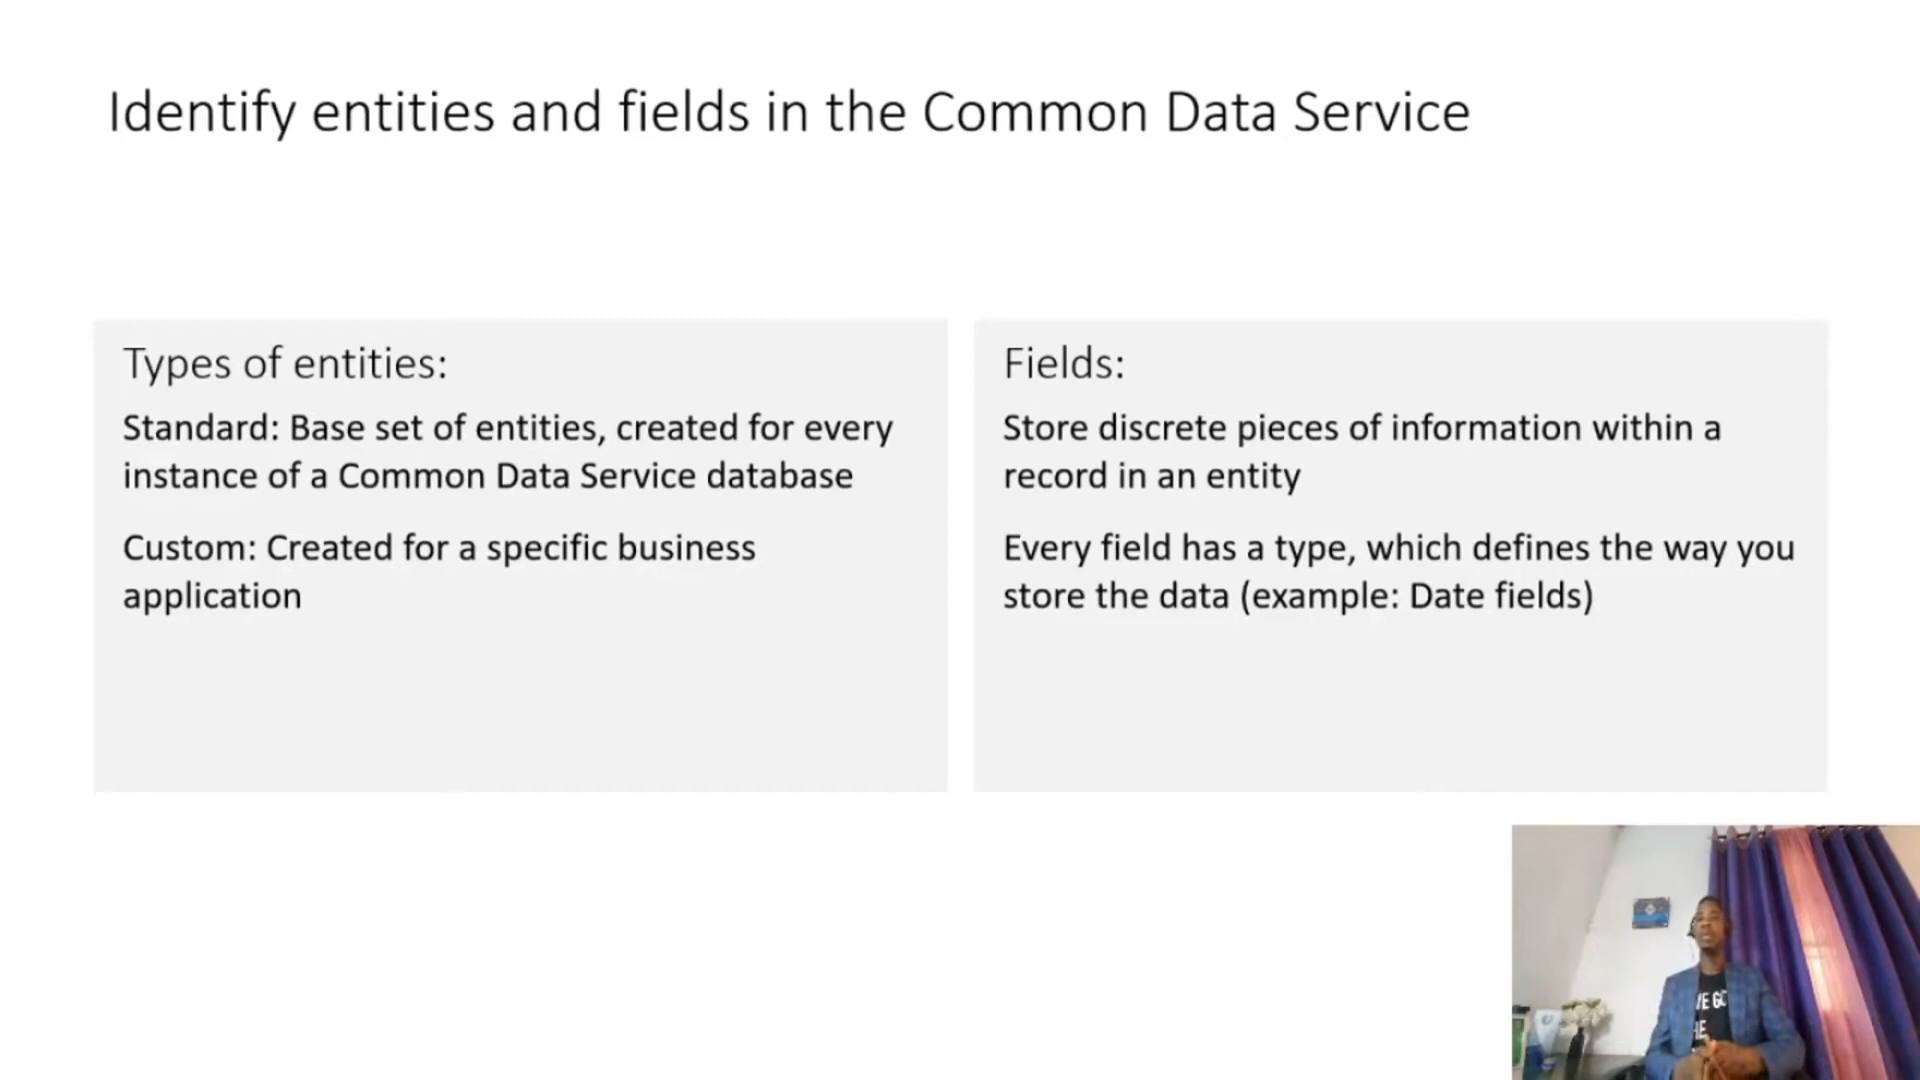 Identify entities and fields in the Common Data Service
Types of entities:
Standard: Base set of entities, created for every
instance of a Common Data Service database
Custom: Created for a specific business
application
Fields:
Store discrete pieces of information within a
record in an entity
Every field has a type, which defines the way you
store the data (example: Date fields)